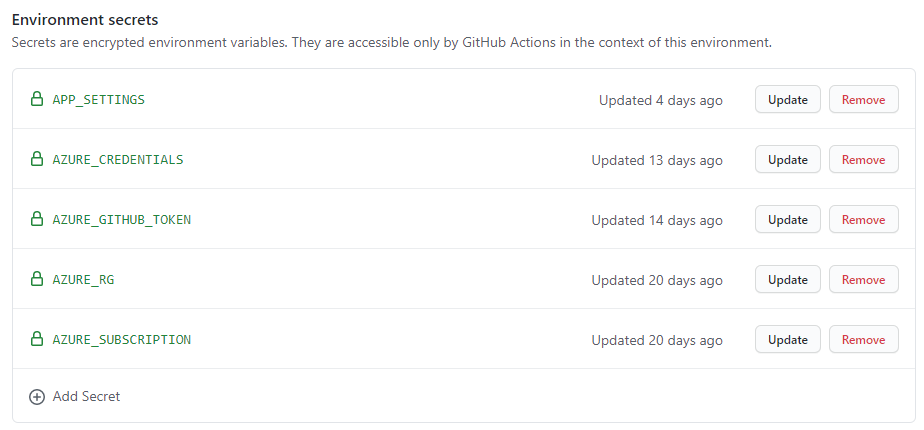 Environment secrets
Secrets are encrypted environment variables. They are accessible only by GitHub Actions in the context of this environment.
APP_SETTINGS Updated 4 days ago Update Remove
AZURE_CREDENTIALS Updated 13 days ago Update Remove
AZURE_GITHUB_TOKEN Updated 14 days ago Update Remove
AZURE_RG Updated 20 days ago Update Remove
AZURE_SUBSCRIPTION Updated 20 days ago Update Remove
Add Secret